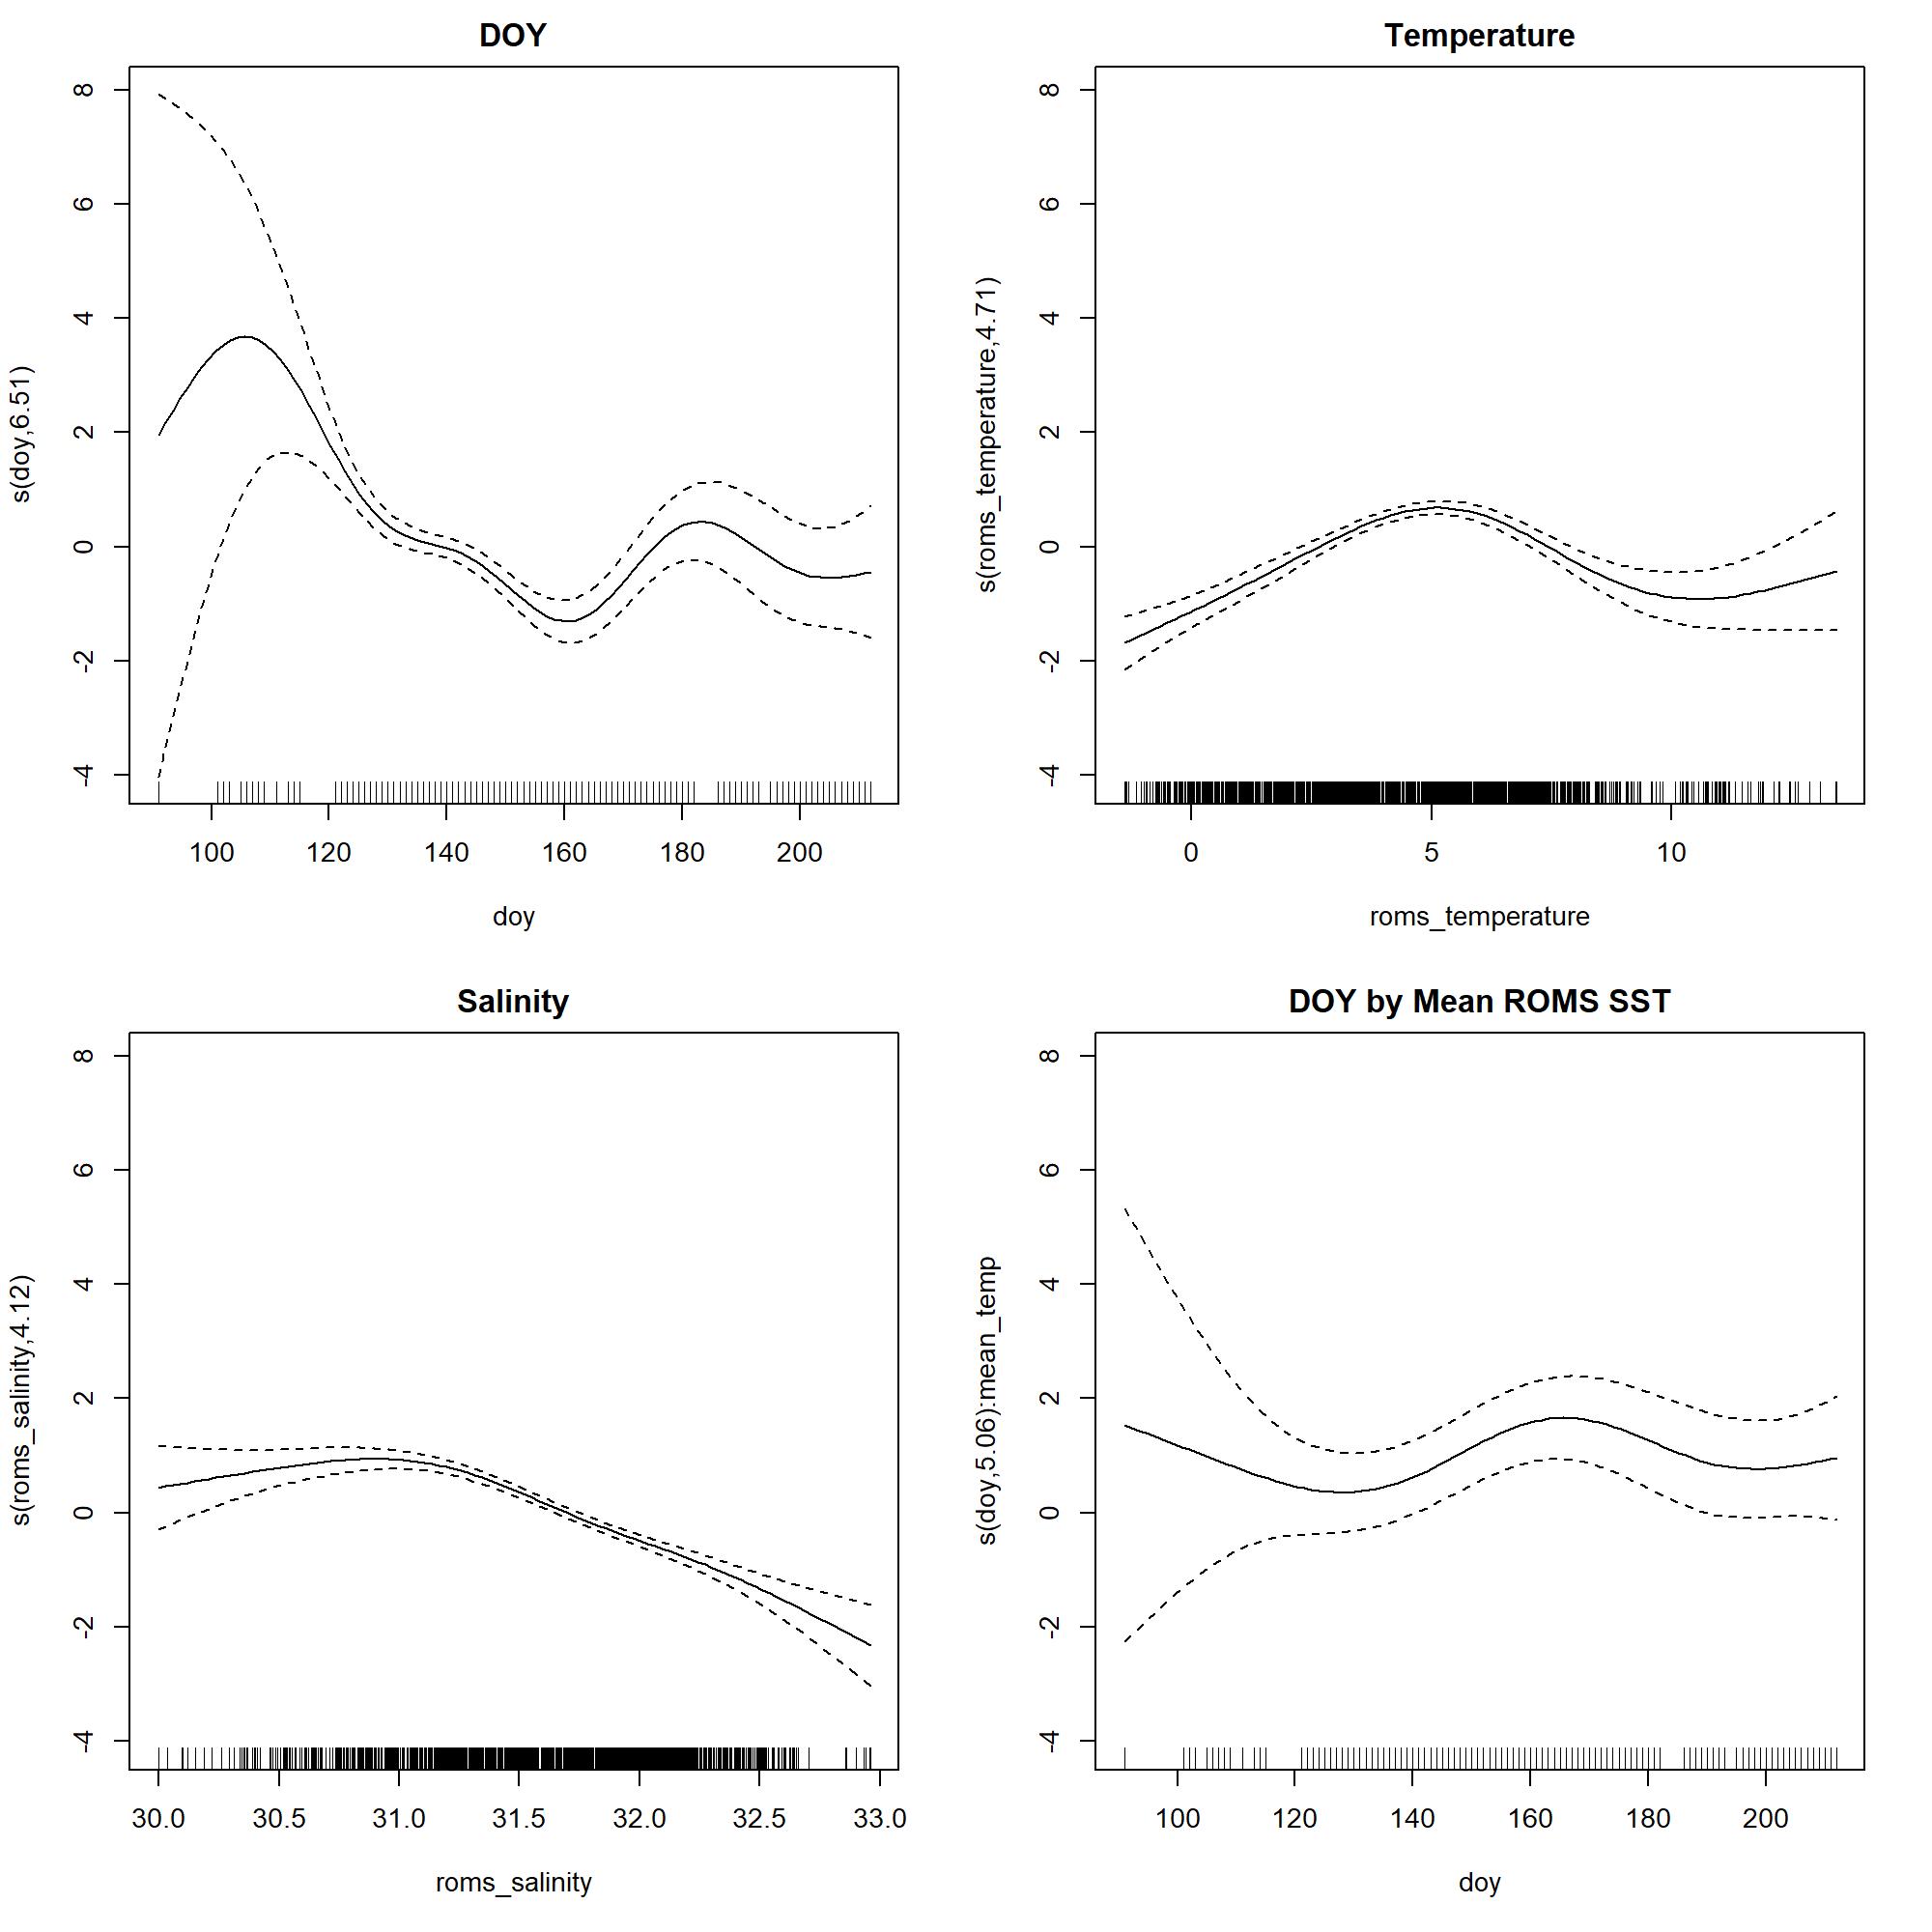 DOY
s(doy,6.51)
8
6
4
2
0
-2
-4
100 120 140 160 180 200
doy
Temperature
s(roms_temperature,4.71)
8
6
4
2
0
-2
-4
0 5 10
roms_temperature
Salinity
s(roms_salinity,4.12)
8
6
4
2
0
-2
-4
30.0 30.5 31.0 31.5 32.0 32.5 33.0
roms_salinity
DOY by Mean ROMS SST
s(doy,5.06):mean_temp
8
6
4
2
0
-2
-4
100 120 140 160 180 200
doy